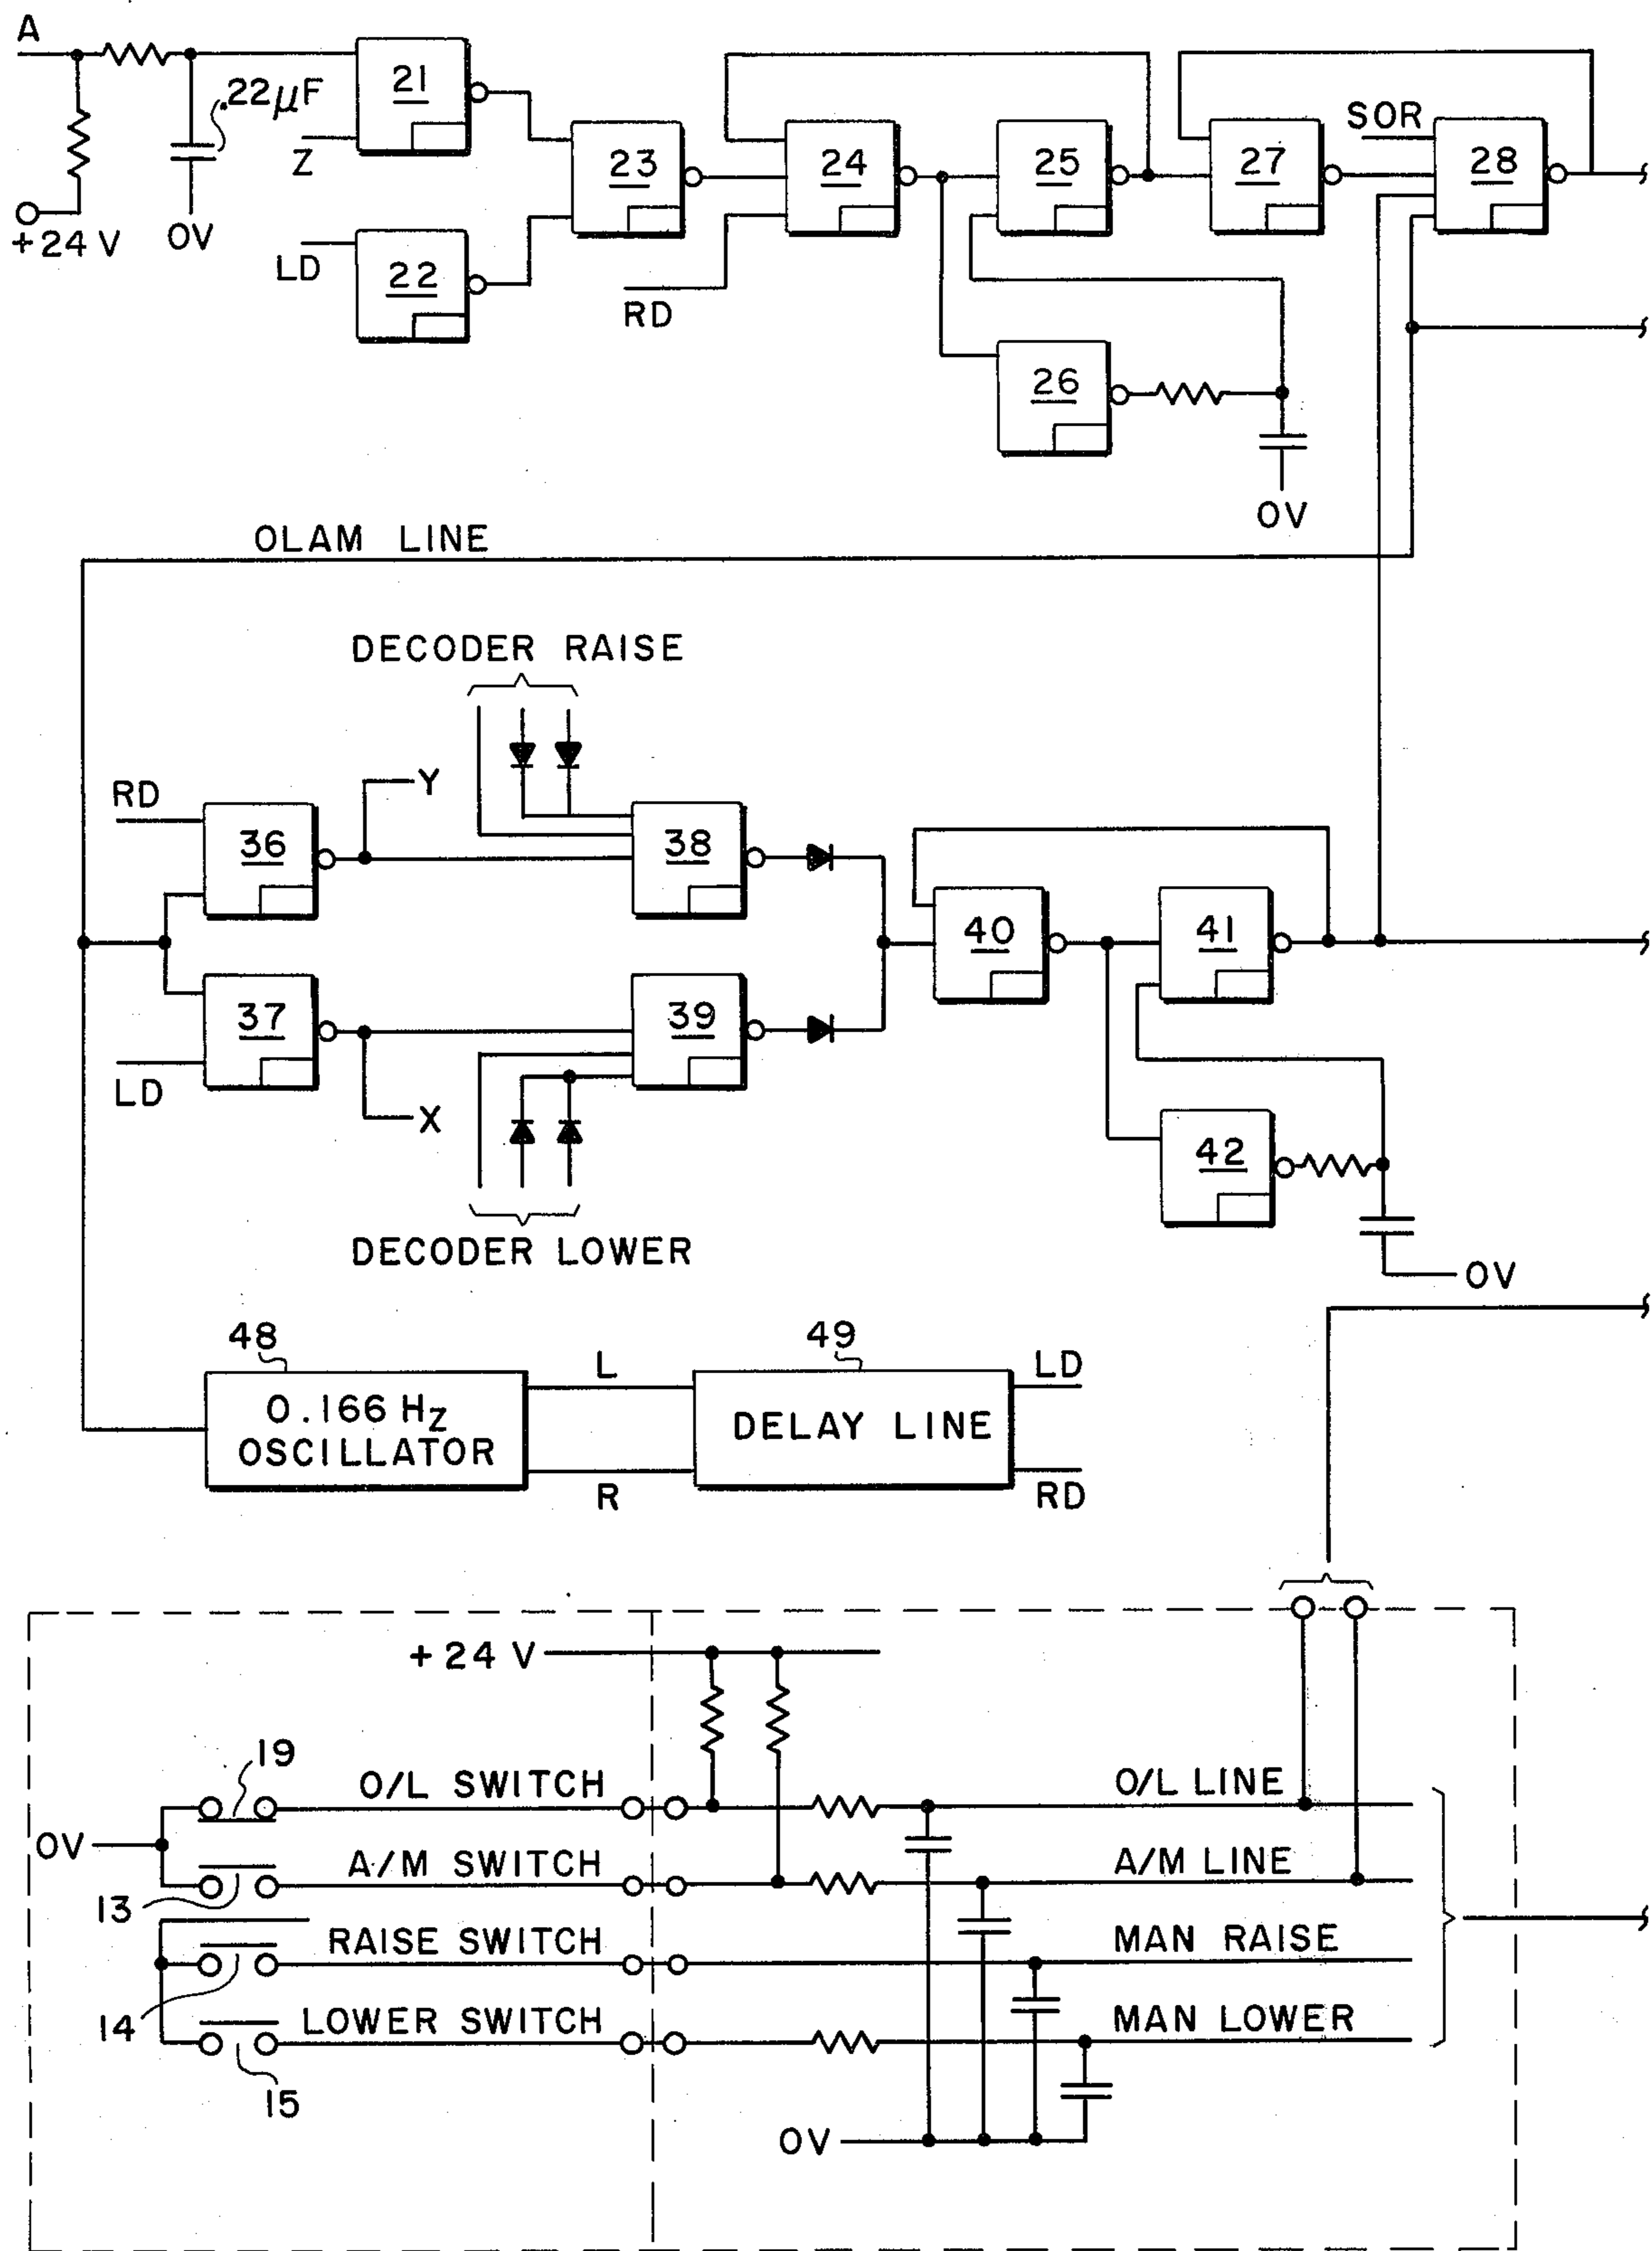 A
.22µF
21
Z
+24 V
0V
LD
22
23
RD
24
25
26
27
SOR
28
0V
OLAM LINE
DECODER RAISE
RD
Y
36
38
37
39
LD
X
40
41
42
DECODER LOWER
0V
48
0.166 Hz
OSCILLATOR
L
R
49
DELAY LINE
LD
RD
+24 V
19
O/L SWITCH
O/L LINE
0V
A/M SWITCH
A/M LINE
13
RAISE SWITCH
MAN RAISE
14
LOWER SWITCH
MAN LOWER
15
0V